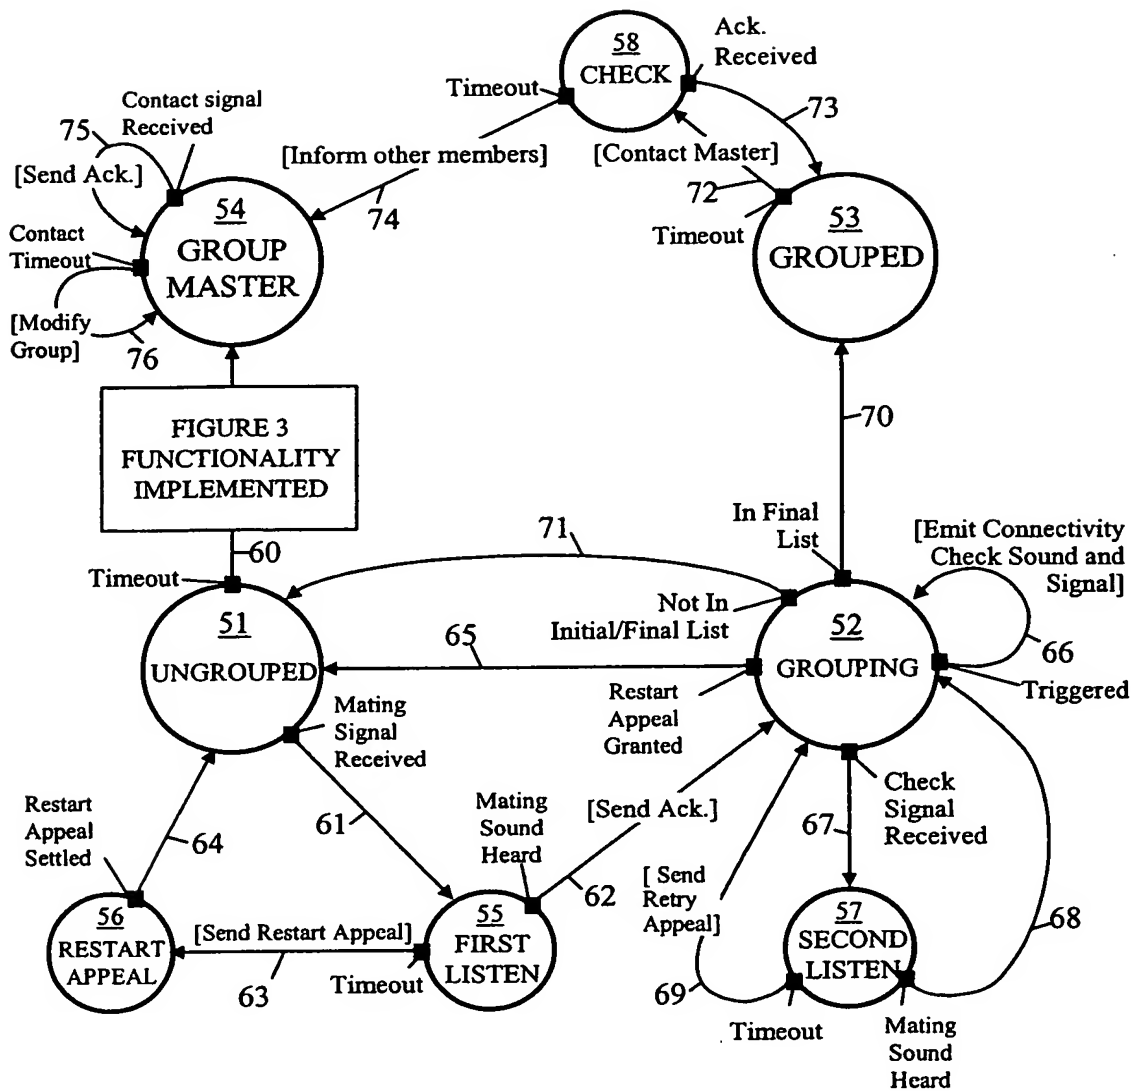 58
CHECK
Ack.
Received
Timeout
73
Contact signal
Received
75
[Send Ack.]
[Inform other members]
[Contact Master]
72
74
54
GROUP
MASTER
Contact
Timeout
[Modify
Group]
76
Timeout
53
GROUPED
FIGURE 3
FUNCTIONALITY
IMPLEMENTED
70
60
Timeout
71
In Final
List
[Emit Connectivity
Check Sound and
Signal]
51
UNGROUPED
65
Not In
Initial/Final List
52
GROUPING
66
Triggered
Restart
Appeal
Granted
Mating
Signal
Received
Restart
Appeal
Settled
64
61
Mating
Sound
Heard
[Send Ack.]
62
Check
Signal
Received
67
[ Send
Retry
Appeal]
68
56
RESTART
APPEAL
[Send Restart Appeal]
63
Timeout
55
FIRST
LISTEN
57
SECOND
LISTEN
69
Timeout
Mating
Sound
Heard